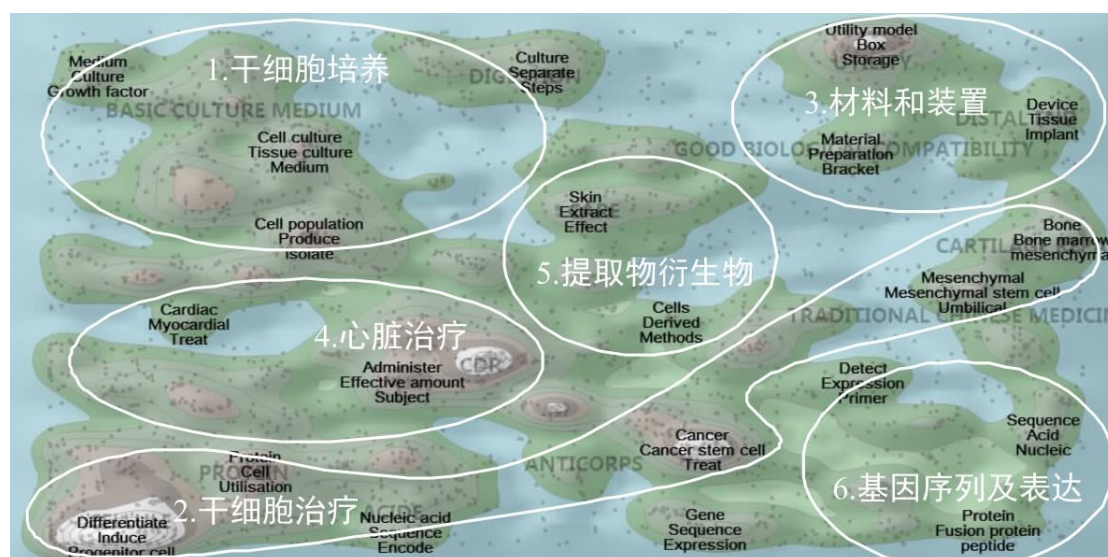 Utility model
Box
Storage
UTILITY
1.干细胞培养
Medium
Culture
Growth factor
BASIC CULTURE MEDIUM
Culture
Separate
Steps
DIGESTION
3.材料和装置
Device
Tissue
Implant
Cell culture
Tissue culture
Medium
GOOD BIOLOGICAL COMPATIBILITY
Material
Preparation
Bracket
Skin
Extract
Effect
Cell population
Produce
Isolate
Bone
Bone marrow
mesenchymal
5.提取物衍生物
Mesenchymal
Mesenchymal stem cell
Umbilical
TRADITIONAL CHINESE MEDICIN
Cardiac
Myocardial
Treat
Cells
Derived
Methods
4.心脏治疗
CDR
Administer
Effective amount
Subject
Detect
Expression
Primer
Sequence
Acid
Nucleic
Cancer
Cancer stem cell
Treat
ANTICORPS
Protein
Cell
Utilisation
PROTEIN
6.基因序列及表达
2.干细胞治疗
Differentiate
Induce
Progenitor cell
Nucleic acid
Sequence
Encode
Gene
Sequence
Expression
Protein
Fusion protein
peptide